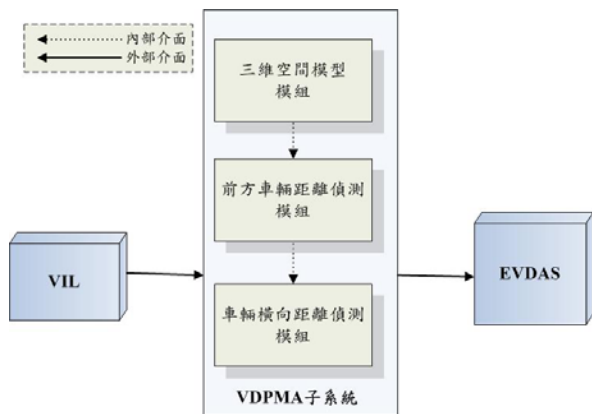 內部介面
外部介面
三維空間模型
模組
前方車輛距離偵測
模組
VIL
EVDAS
車輛橫向距離偵測
模組
VDPMA子系統